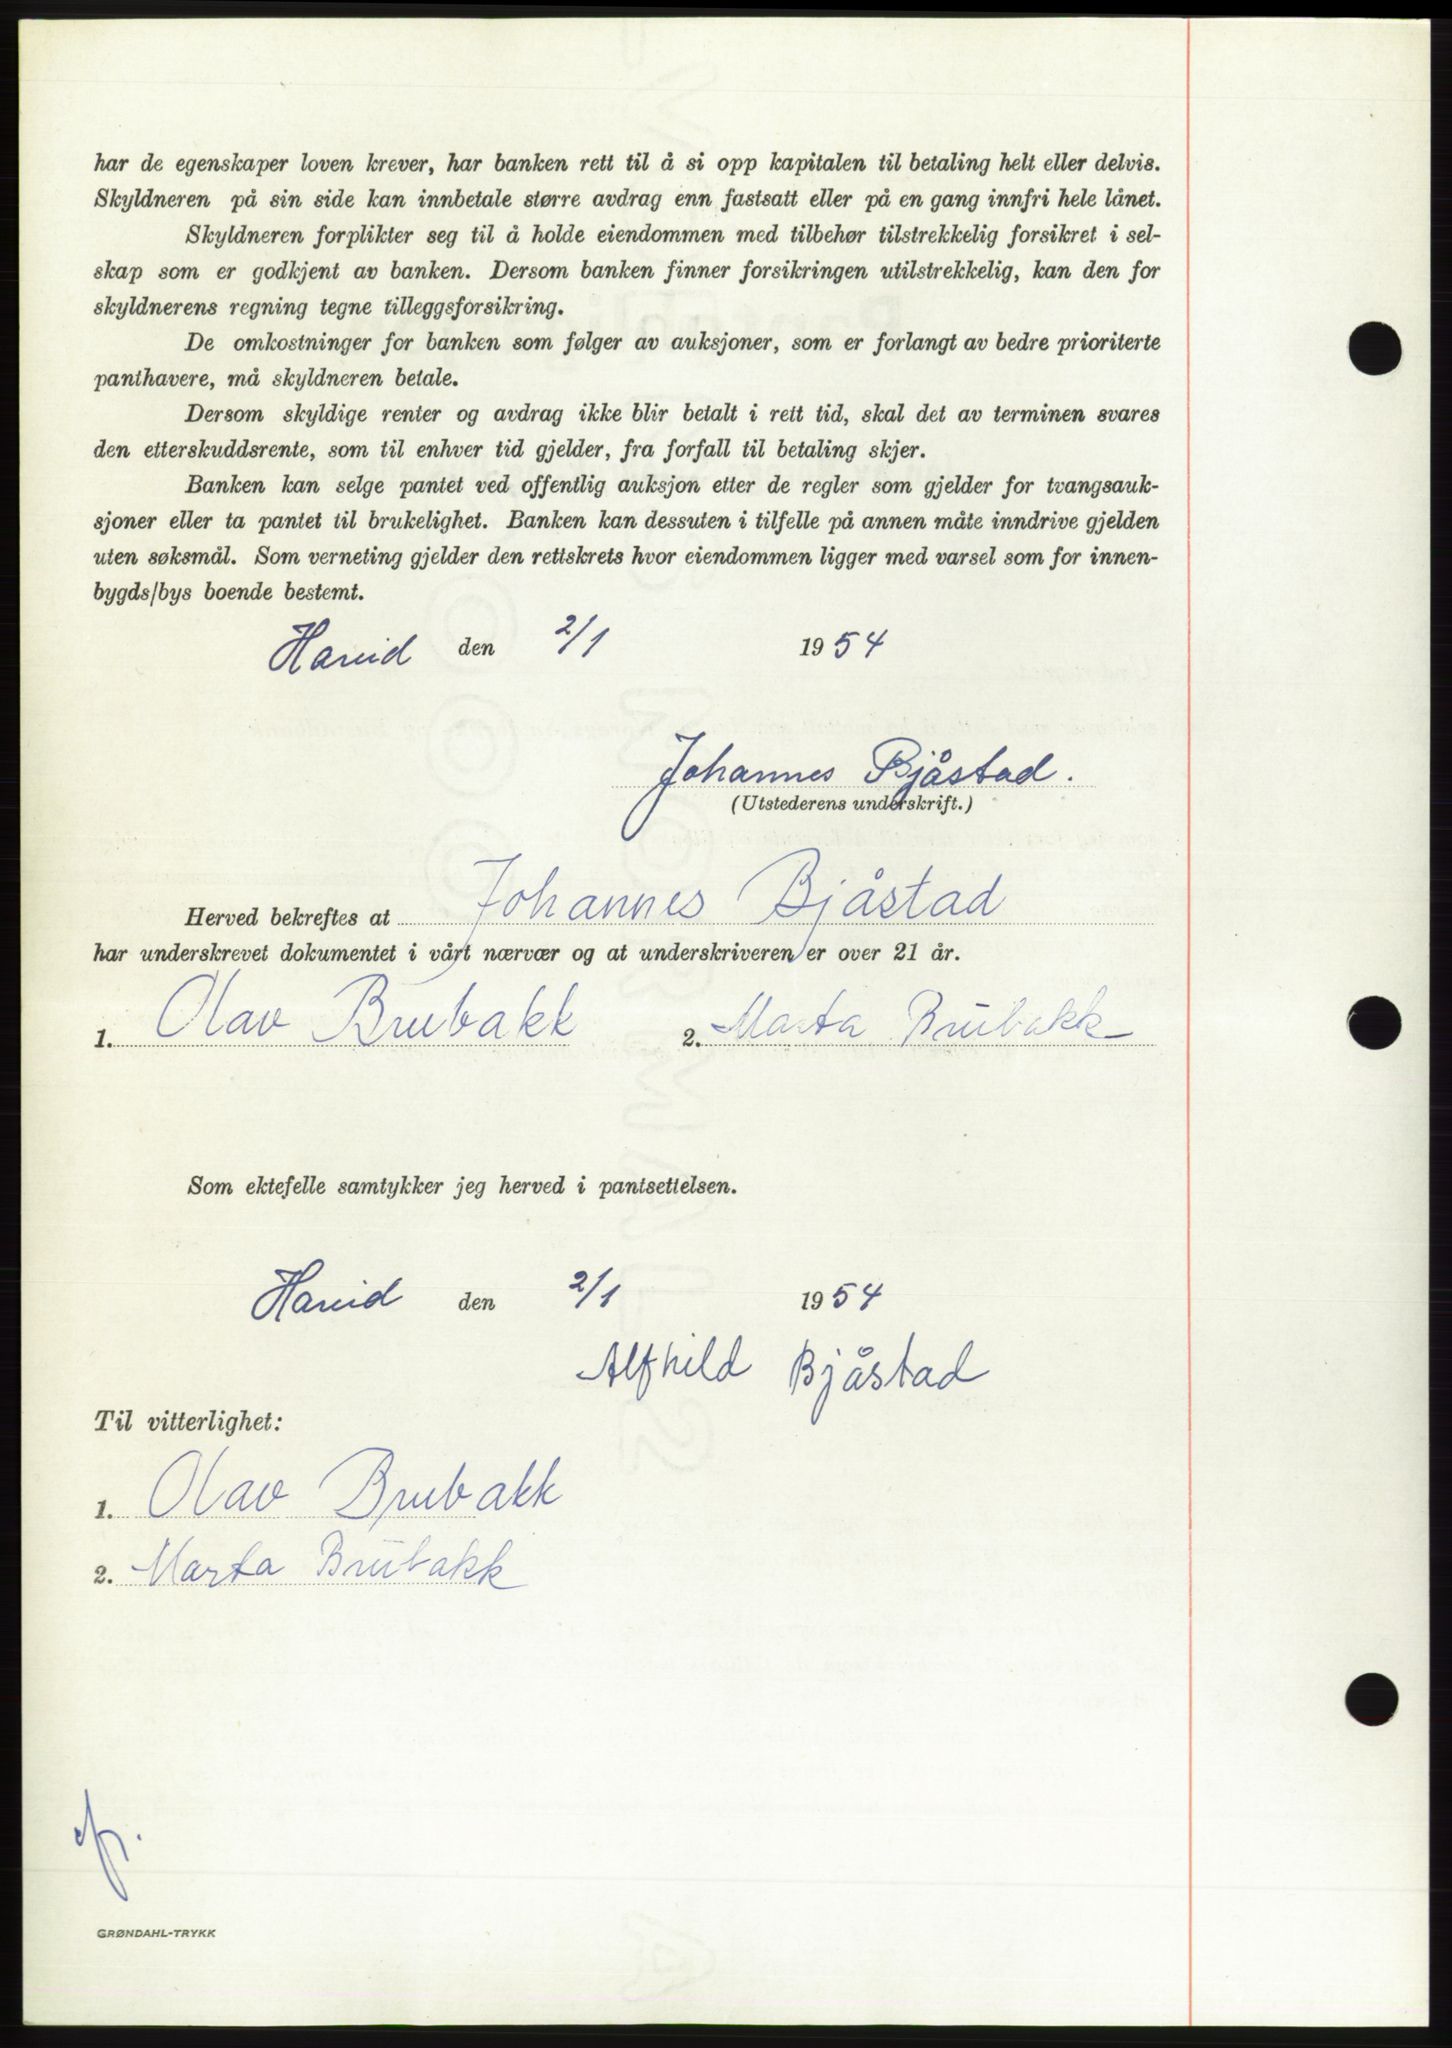 har de egenskaper loven krever, har banken rett til å si opp kapitalen til betaling helt eller delvis.
Skyldneren på sin side kan innbetale større avdrag enn fastsatt eller på en gang innfri hele lånet.
Skyldneren forplikter seg til å holde eiendommen med tilbehør tilstrekkelig forsikret i sel-
skap som er godkjent av banken. Dersom banken finner forsikringen utilstrekkelig, kan den for
skyldnerens regning tegne tilleggsforsikring.
De omkostninger for banken som følger av auksjoner, som er forlangt av bedre prioriterte
panthavere, må skyldneren betale.
Dersom skyldige renter og avdrag ikke blir betalt i rett tid, skal det av terminen svares
den etterskuddsrente, som til enhver tid gjelder, fra forfall til betaling skjer.
Banken kan selge pantet ved offentlig auksjon etter de regler som gjelder for tvangsauk-
sjoner eller ta pantet til brukelighet. Banken kan dessuten i tilfelle på annen måte inndrive gjelden
uten søksmål. Som verneting gjelder den rettskrets hvor eiendommen ligger med varsel som for innen-
bygds/bys boende bestemt.
Hareid den 2/1 1954
Johannes Bjåstad.
(Utstederens underskrift.)
Herved bekreftes at Johannes Bjåstad
har underskrevet dokumentet i vårt nærvær og at underskriveren er over 21 år.
1. Olav Brubakk 2. Marta Brubakk
Som ektefelle samtykker jeg herved i pantsettelsen.
Hareid den 2/1 1954
Alfhild Bjåstad
Til vitterlighet:
1. Olav Brubakk
2. Marta Brubakk
GRØNDAHL-TRYKK